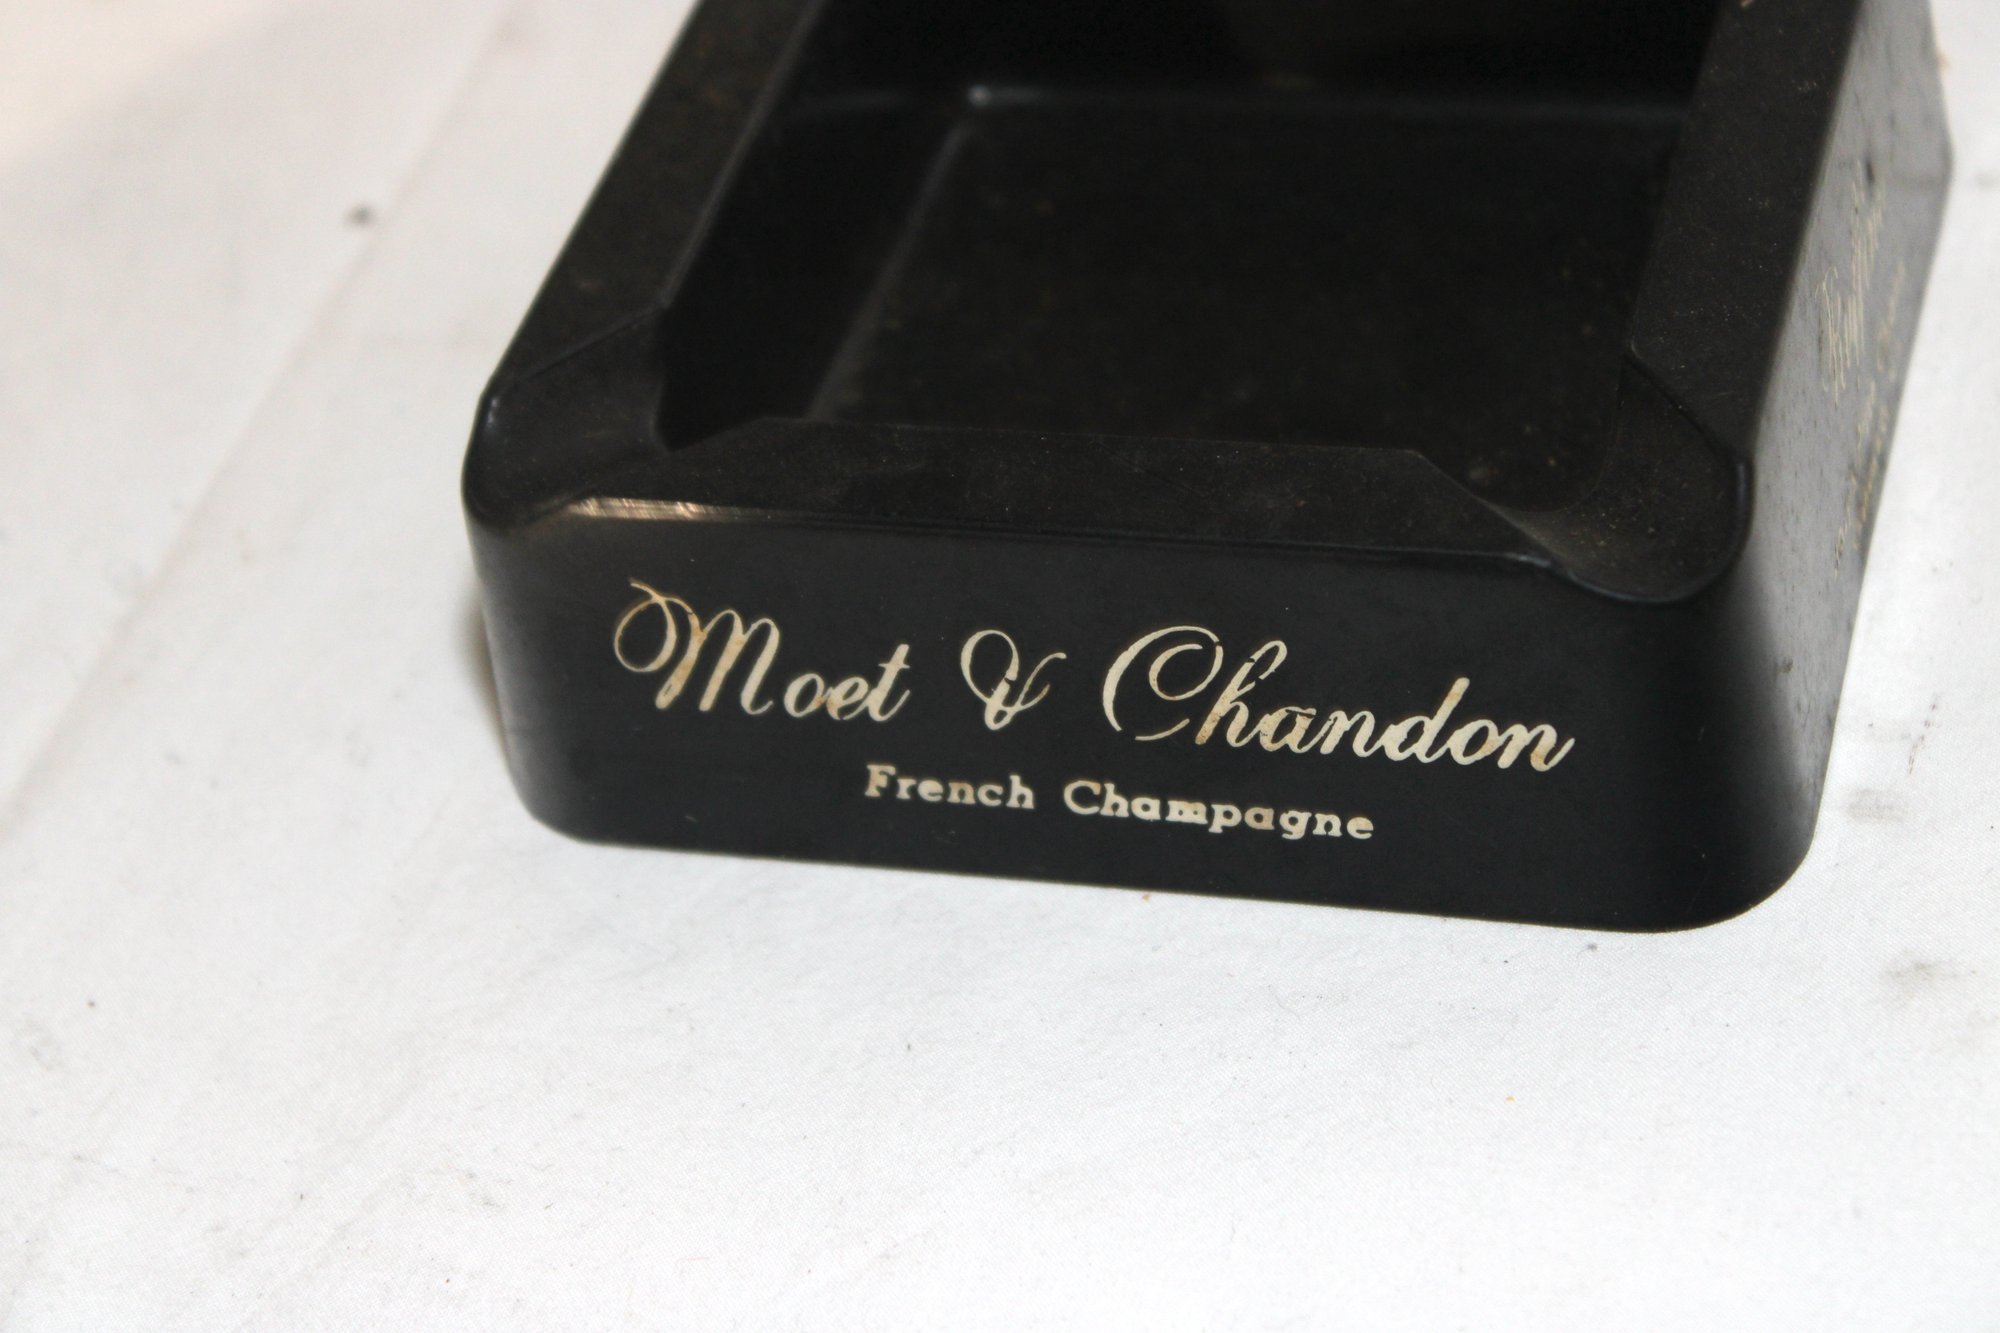 Moet & Chandon
French Champagne